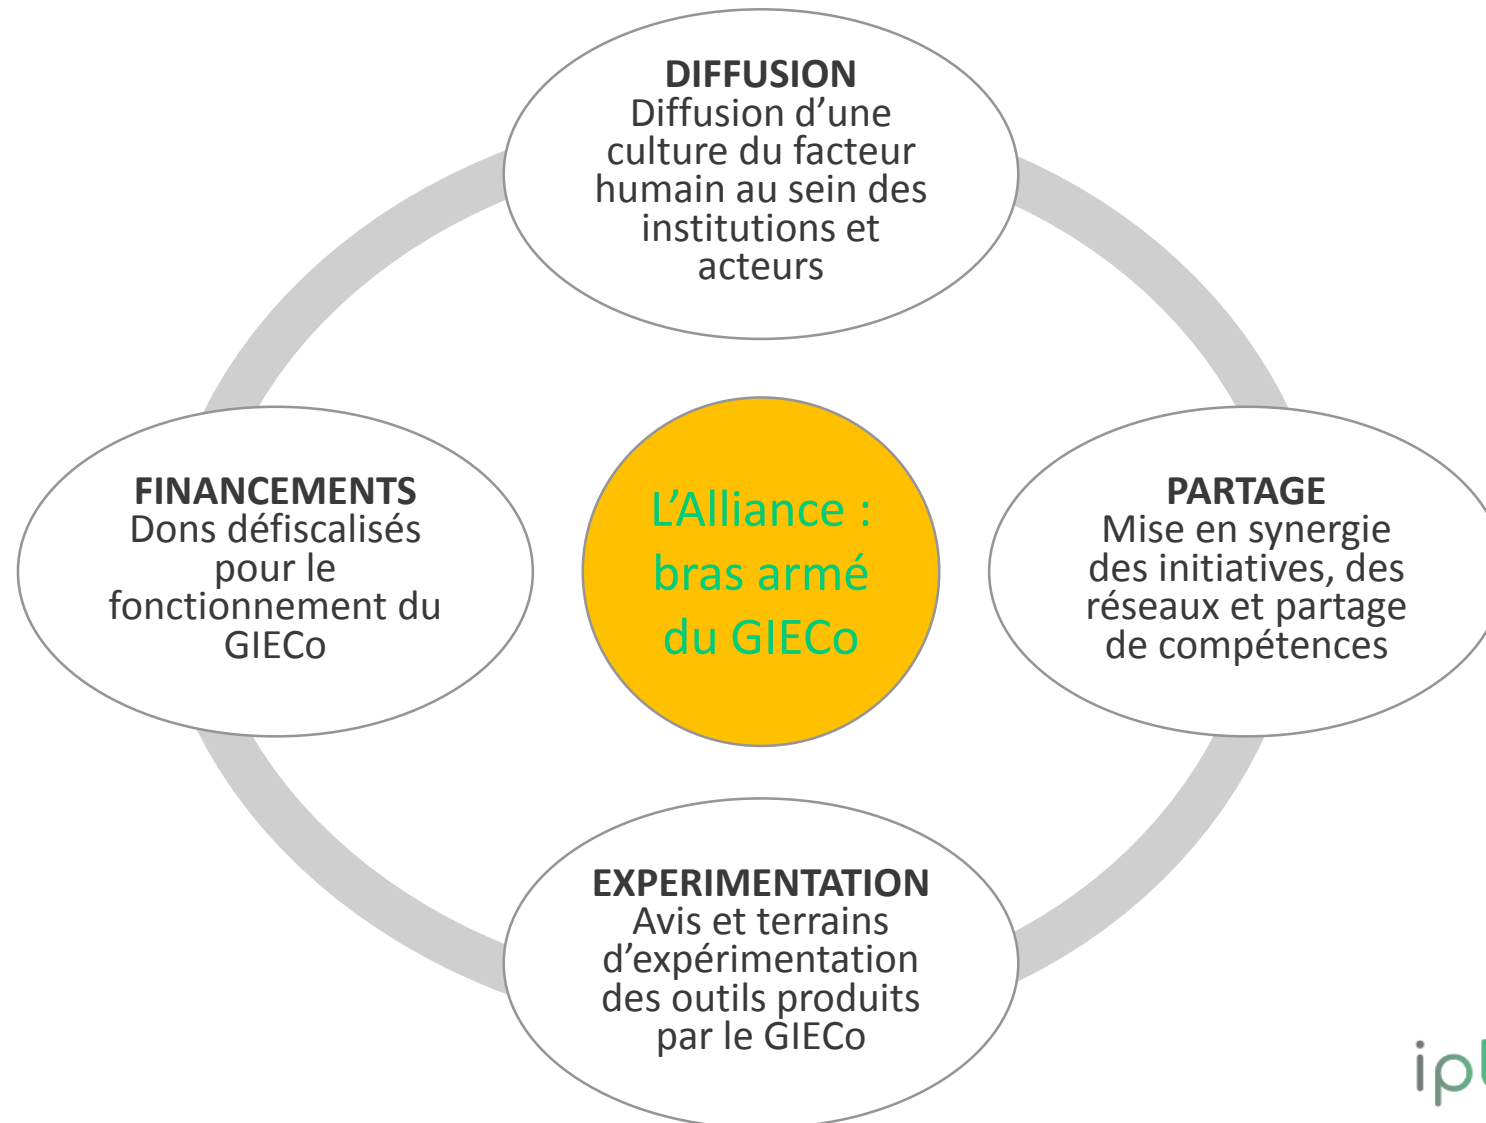 DIFFUSION
Diffusion d’une
culture du facteur
humain au sein des
institutions et
acteurs
FINANCEMENTS
Dons défiscalisés
pour le
fonctionnement du
GIECo
L’Alliance :
bras armé
du GIECo
PARTAGE
Mise en synergie
des initiatives, des
réseaux et partage
de compétences
EXPERIMENTATION
Avis et terrains
d’expérimentation
des outils produits
par le GIECo